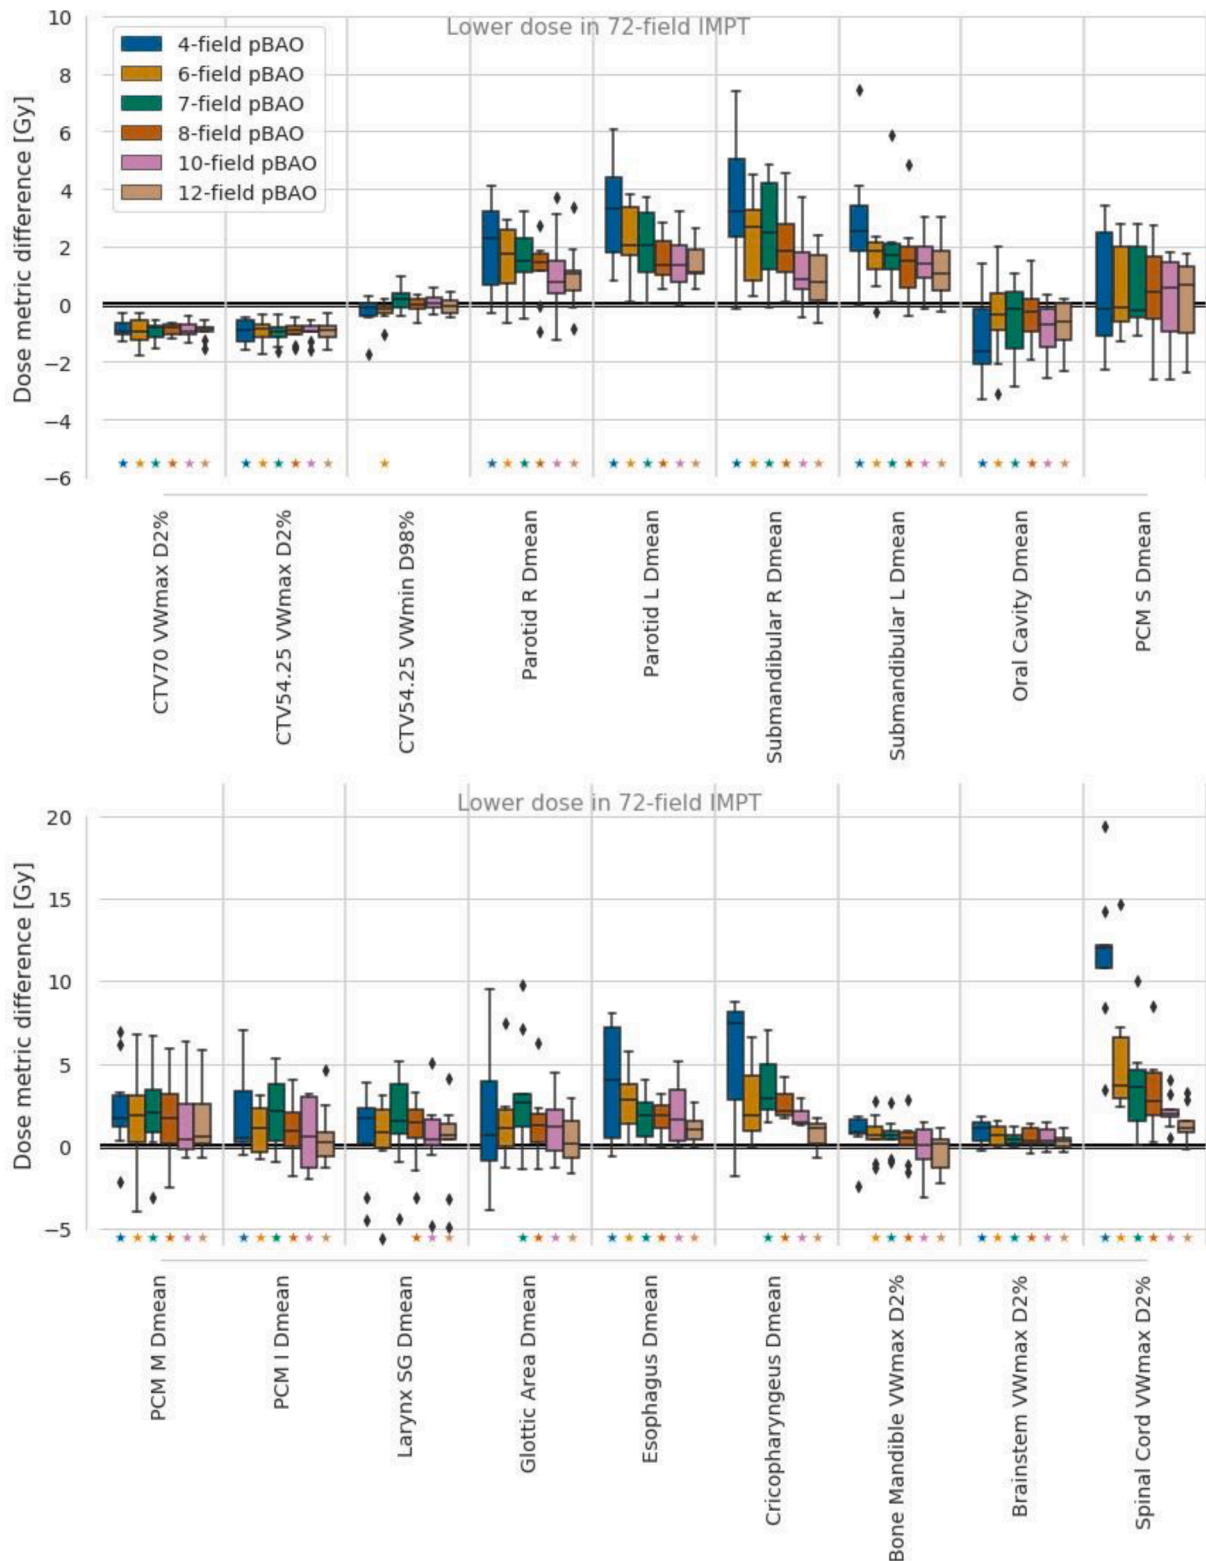 Lower dose in 72-field IMPT
4-field pBAO
6-field pBAO
7-field pBAO
8-field pBAO
10-field pBAO
12-field pBAO
Dose metric difference [Gy]
10
8
6
4
2
0
−2
−4
−6
CTV70 VWmax D2%
CTV54.25 VWmax D2%
CTV54.25 VWmin D98%
Parotid R Dmean
Parotid L Dmean
Submandibular R Dmean
Submandibular L Dmean
Oral Cavity Dmean
PCM S Dmean
Lower dose in 72-field IMPT
Dose metric difference [Gy]
20
15
10
5
0
−5
PCM M Dmean
PCM I Dmean
Larynx SG Dmean
Glottic Area Dmean
Esophagus Dmean
Cricopharyngeus Dmean
Bone Mandible VWmax D2%
Brainstem VWmax D2%
Spinal Cord VWmax D2%